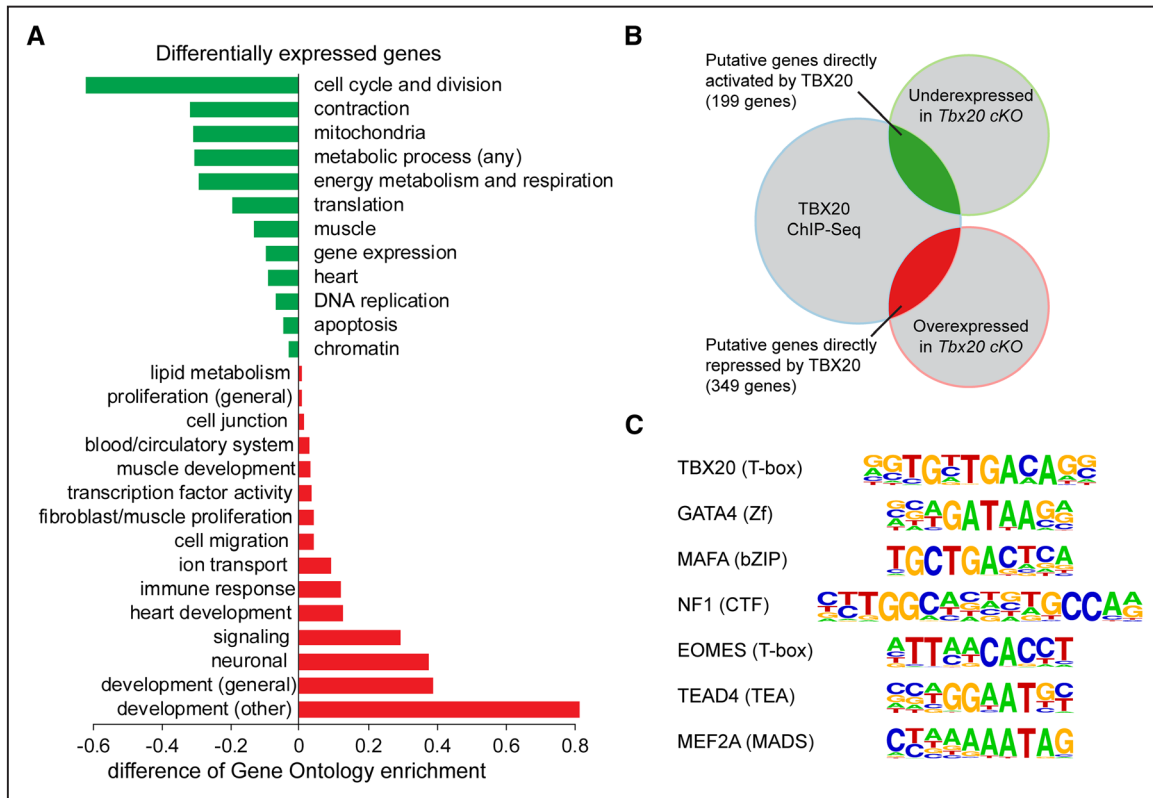 A
Differentially expressed genes
cell cycle and division
contraction
mitochondria
metabolic process (any)
energy metabolism and respiration
translation
muscle
gene expression
heart
DNA replication
apoptosis
chromatin
lipid metabolism
proliferation (general)
cell junction
blood/circulatory system
muscle development
transcription factor activity
fibroblast/muscle proliferation
cell migration
ion transport
immune response
heart development
signaling
neuronal
development (general)
development (other)
-0.6 -0.4 -0.2 0 0.2 0.4 0.6 0.8
difference of Gene Ontology enrichment
B
Putative genes directly
activated by TBX20
(199 genes)
Underexpressed
in Tbx20 cKO
TBX20
ChIP-Seq
Overexpressed
in Tbx20 cKO
Putative genes directly
repressed by TBX20
(349 genes)
C
TBX20 (T-box)
GATA4 (Zf)
MAFA (bZIP)
NF1 (CTF)
EOMES (T-box)
TEAD4 (TEA)
MEF2A (MADS)